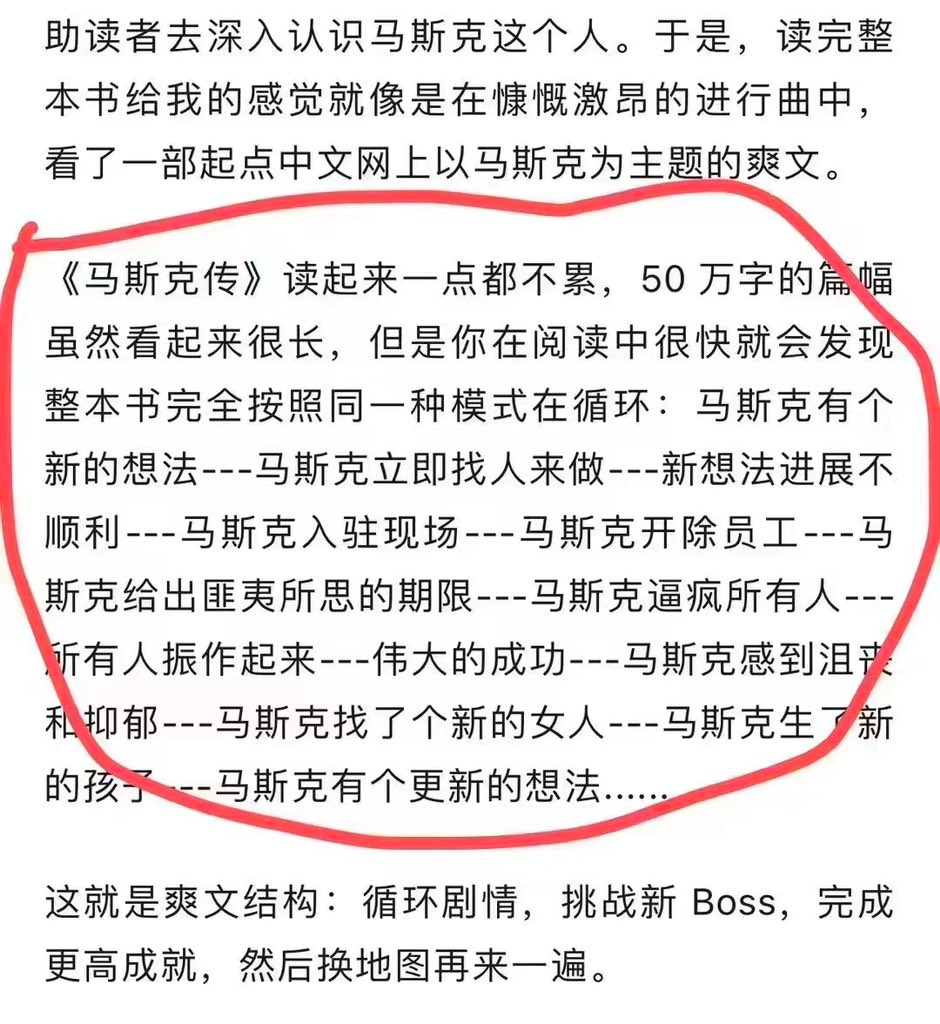 助读者去深入认识马斯克这个人。于是，读完整
本书给我的感觉就像是在慷慨激昂的进行曲中，
看了一部起点中文网上以马斯克为主题的爽文。
《马斯克传》读起来一点都不累，50 万字的篇幅
虽然看起来很长，但是你在阅读中很快就会发现
整本书完全按照同一种模式在循环：马斯克有个
新的想法---马斯克立即找人来做---新想法进展不
顺利---马斯克入驻现场---马斯克开除员工---马
斯克给出匪夷所思的期限---马斯克逼疯所有人---
所有人振作起来---伟大的成功---马斯克感到沮丧
和抑郁---马斯克找了个新的女人---马斯克生了新
的孩子---马斯克有个更新的想法......
这就是爽文结构：循环剧情，挑战新 Boss，完成
更高成就，然后换地图再来一遍。